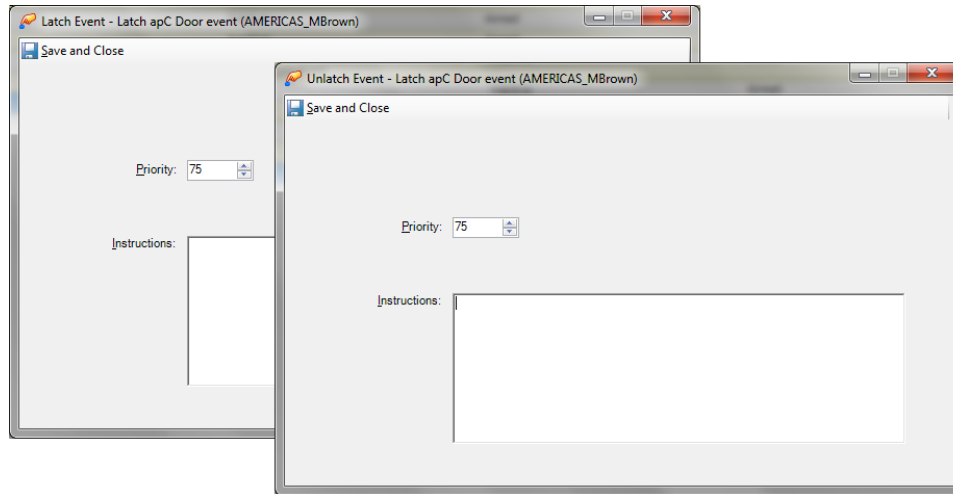 Latch Event - Latch apC Door event (AMERICAS_MBrown)
Save and Close
Priority: 75
Instructions:
Unlatch Event - Latch apC Door event (AMERICAS_MBrown)
Save and Close
Priority: 75
Instructions: